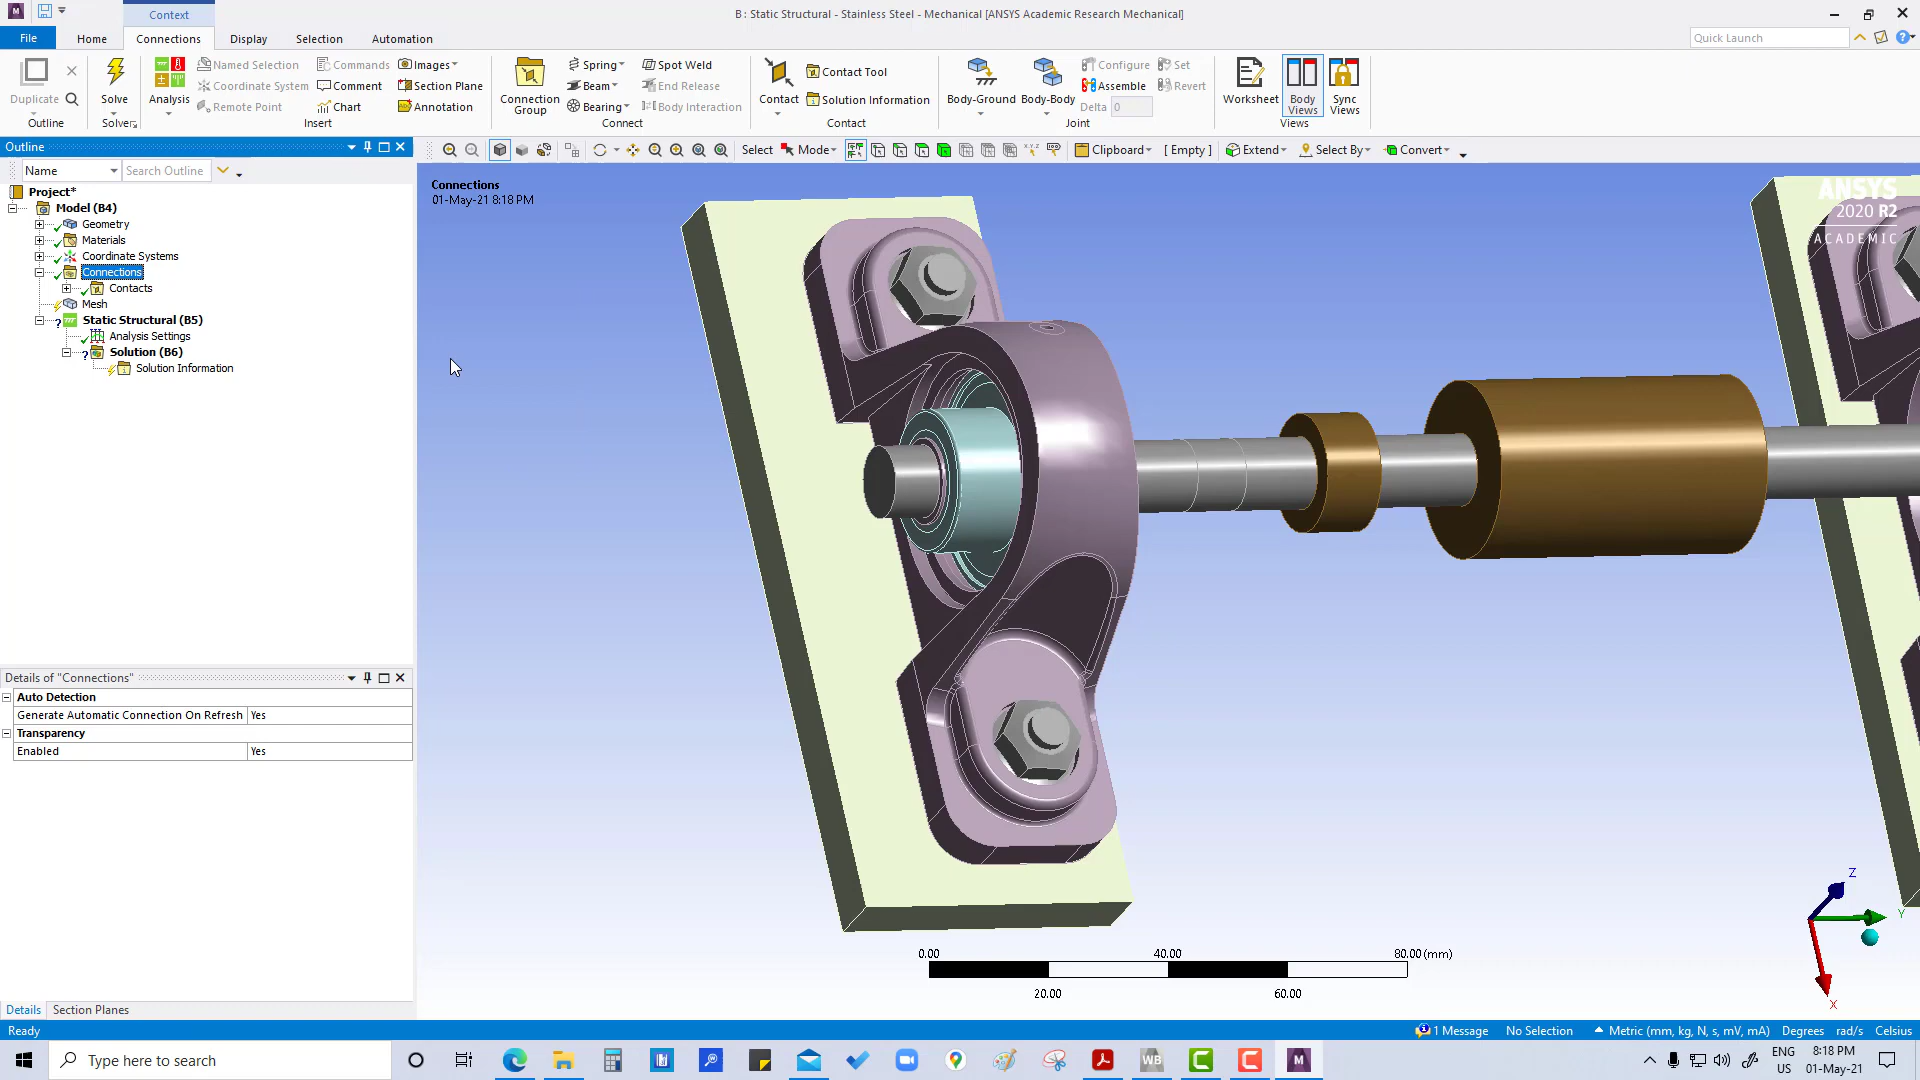 Context
B : Static Structural - Stainless Steel - Mechanical [ANSYS Academic Research Mechanical]
File Home Connections Display Selection Automation
Quick Launch
Duplicate
Outline
Solve
Solver
Analysis
Named Selection
Coordinate System
Remote Point
Commands
Comment
Chart
Images
Section Plane
Annotation
Insert
Connection Group
Spring
Beam
Bearing
Spot Weld
End Release
Body Interaction
Connect
Contact
Contact Tool
Solution Information
Contact
Body-Ground Body-Body
Configure Set
Assemble Revert
Delta 0
Joint
Worksheet
Body Views
Sync Views
Views
Outline
Name Search Outline
Select Mode Clipboard [ Empty ] Extend Select By Convert
Project*
Model (B4)
Geometry
Materials
Coordinate Systems
Connections
Contacts
Mesh
Static Structural (B5)
Analysis Settings
Solution (B6)
Solution Information
Connections
01-May-21 8:18 PM
ANSYS
2020 R2
ACADEMIC
Details of "Connections"
Auto Detection
Generate Automatic Connection On Refresh Yes
Transparency
Enabled Yes
Z
Y
X
0.00 40.00 80.00 (mm)
20.00 60.00
Details Section Planes
Ready
1 Message No Selection Metric (mm, kg, N, s, mV, mA) Degrees rad/s Celsius
Type here to search
WB
M
ENG
US
8:18 PM
01-May-21